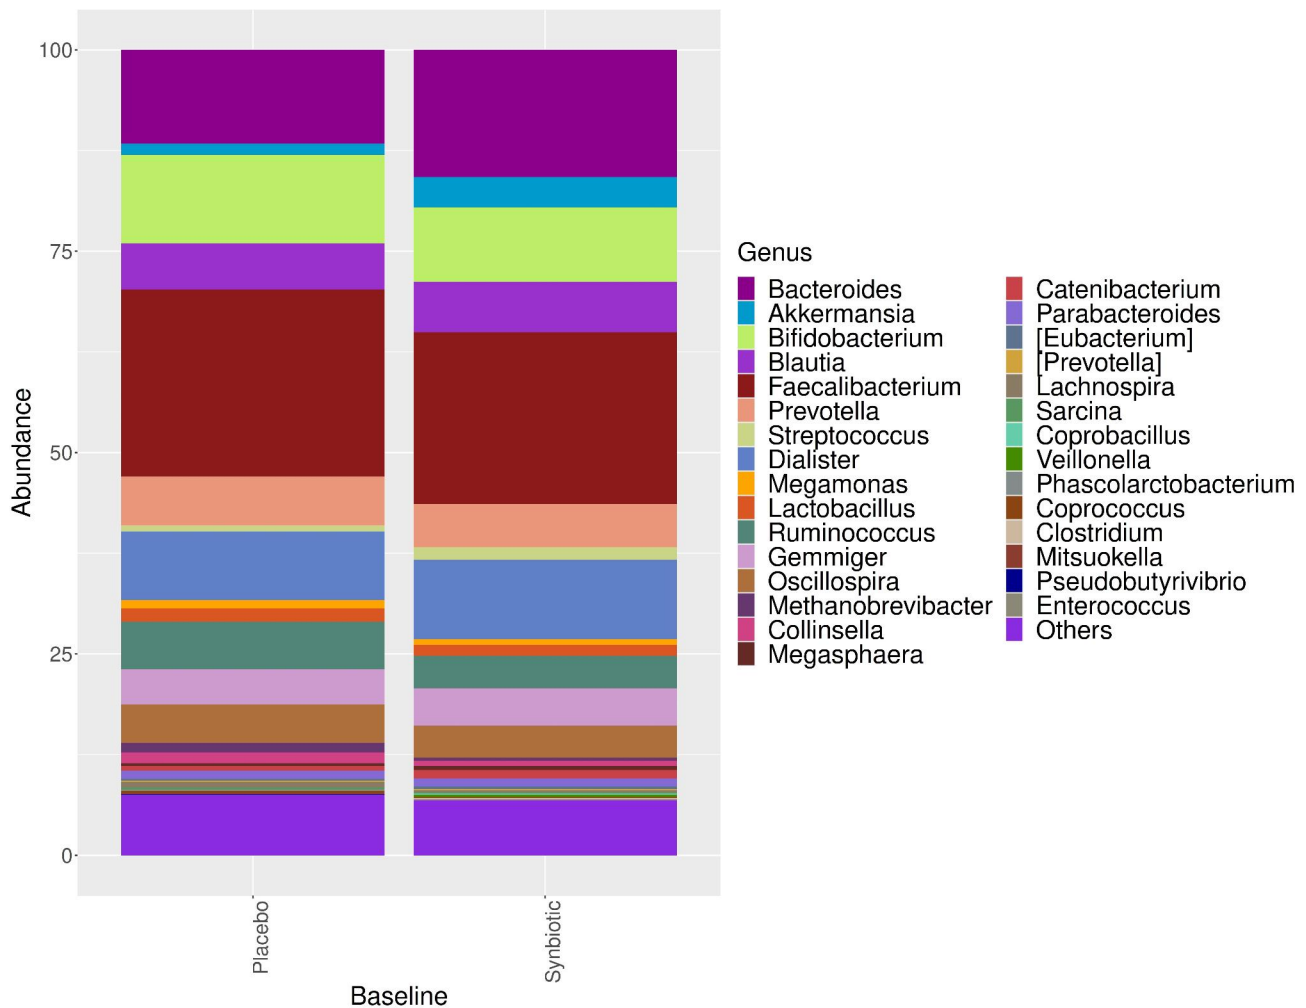 100
75
50
25
0
Abundance
Placebo
Synbiotic
Baseline
Genus
Bacteroides
Akkermansia
Bifidobacterium
Blautia
Faecalibacterium
Prevotella
Streptococcus
Dialister
Megamonas
Lactobacillus
Ruminococcus
Gemmiger
Oscillospira
Methanobrevibacter
Collinsella
Megasphaera
Catenibacterium
Parabacteroides
[Eubacterium]
[Prevotella]
Lachnospira
Sarcina
Coprobacillus
Veillonella
Phascolarctobacterium
Coprococcus
Clostridium
Mitsuokella
Pseudobutyrivibrio
Enterococcus
Others